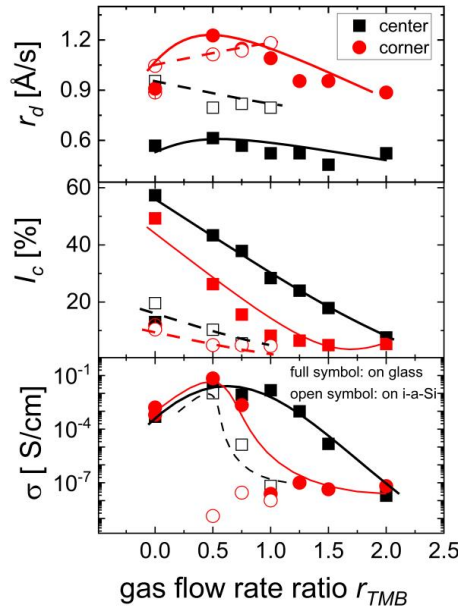 center
corner
r_d [Å/s]
1.2
0.9
0.6
I_c [%]
60
40
20
full symbol: on glass
open symbol: on i-a-Si
σ [ S/cm]
10⁻¹
10⁻⁴
10⁻⁷
0.0 0.5 1.0 1.5 2.0 2.5
gas flow rate ratio r_TMB